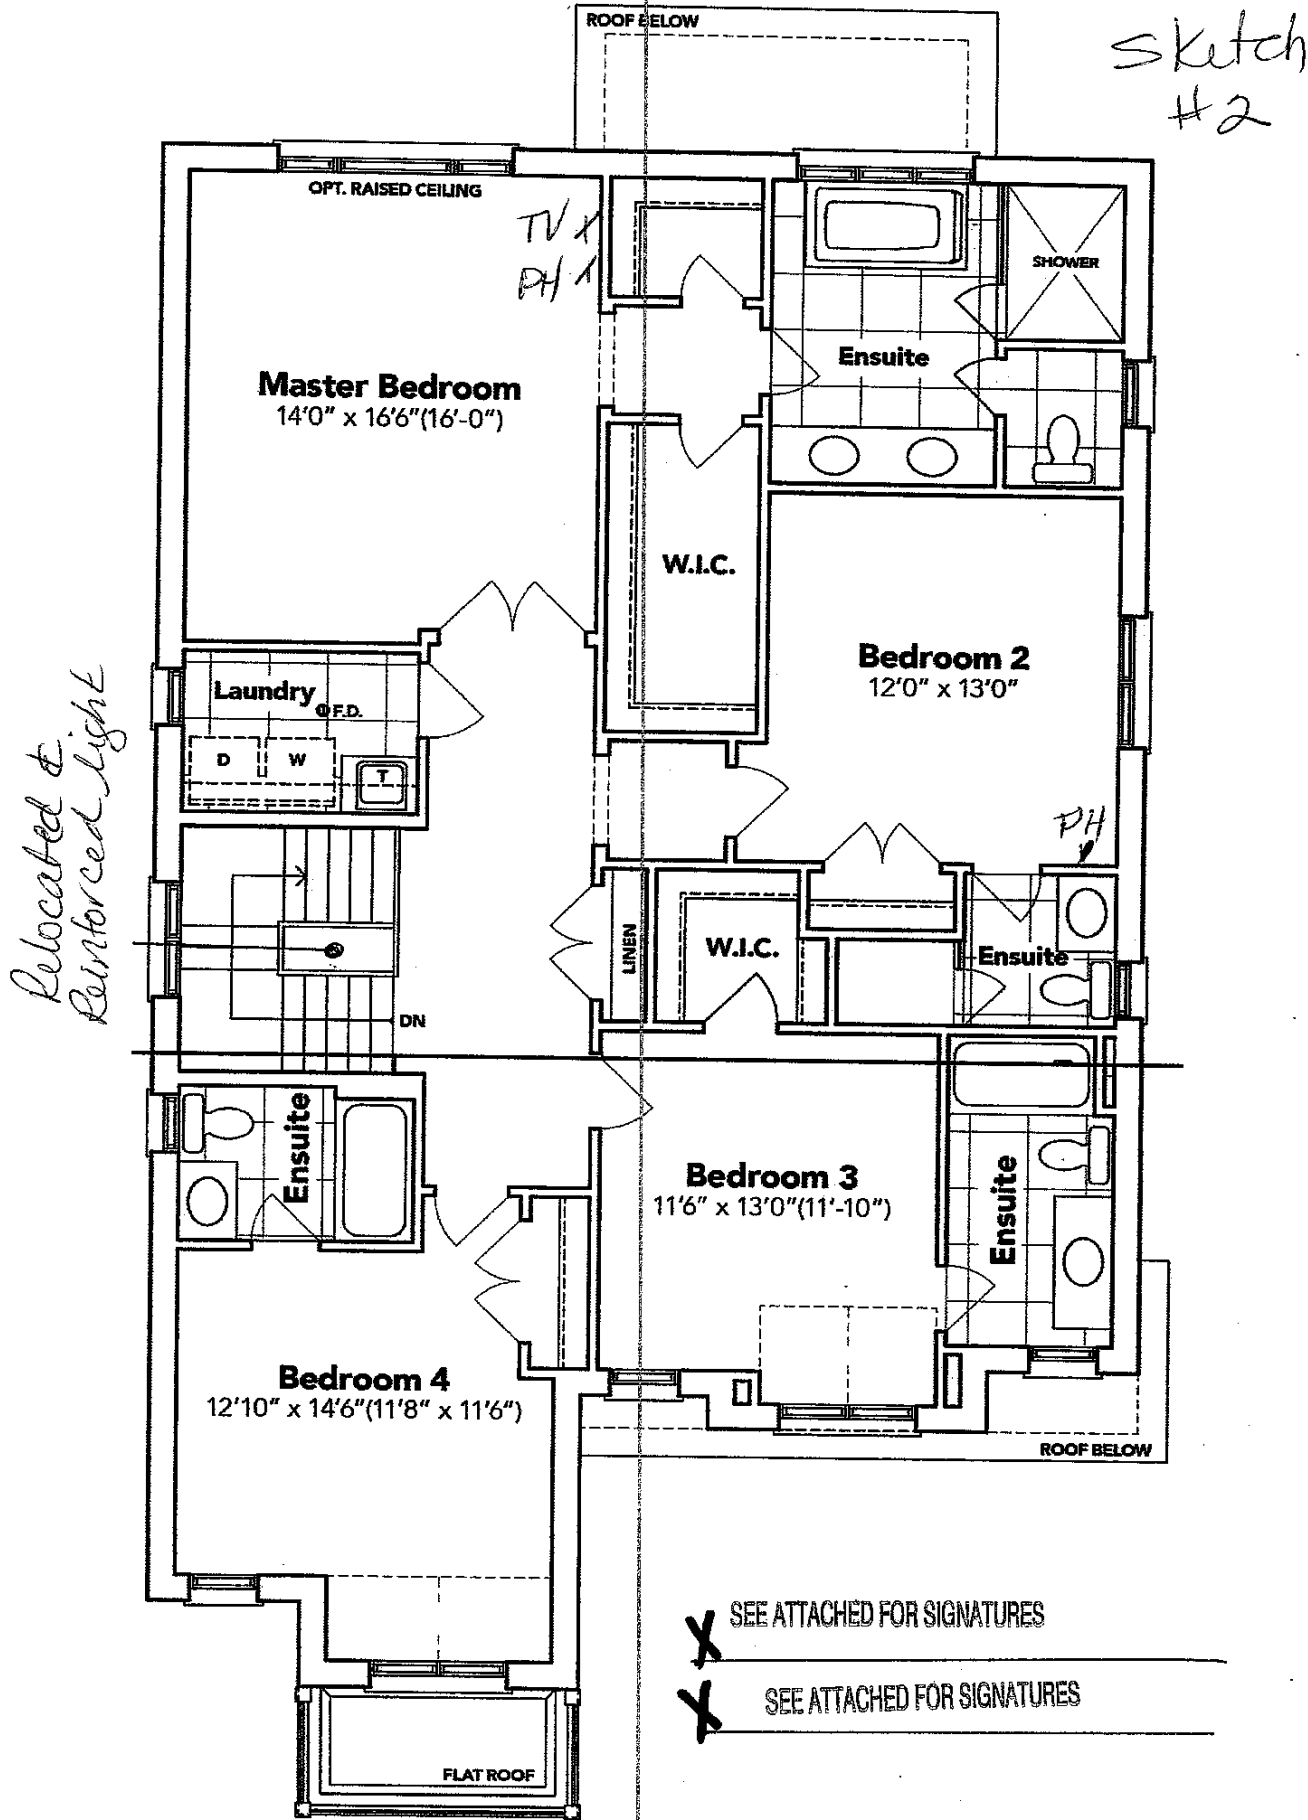 ROOF BELOW
Sketch
#2
OPT. RAISED CEILING
TV X
PH X
SHOWER
Ensuite
Master Bedroom
14'0" x 16'6"(16'-0")
W.I.C.
Bedroom 2
12'0" x 13'0"
Laundry
F.D.
D
W
T
Relocated &
Reinforced light
PH
LINEN
W.I.C.
Ensuite
DN
Ensuite
Bedroom 3
11'6" x 13'0"(11'-10")
Ensuite
Bedroom 4
12'10" x 14'6"(11'8" x 11'6")
ROOF BELOW
X SEE ATTACHED FOR SIGNATURES
X SEE ATTACHED FOR SIGNATURES
FLAT ROOF